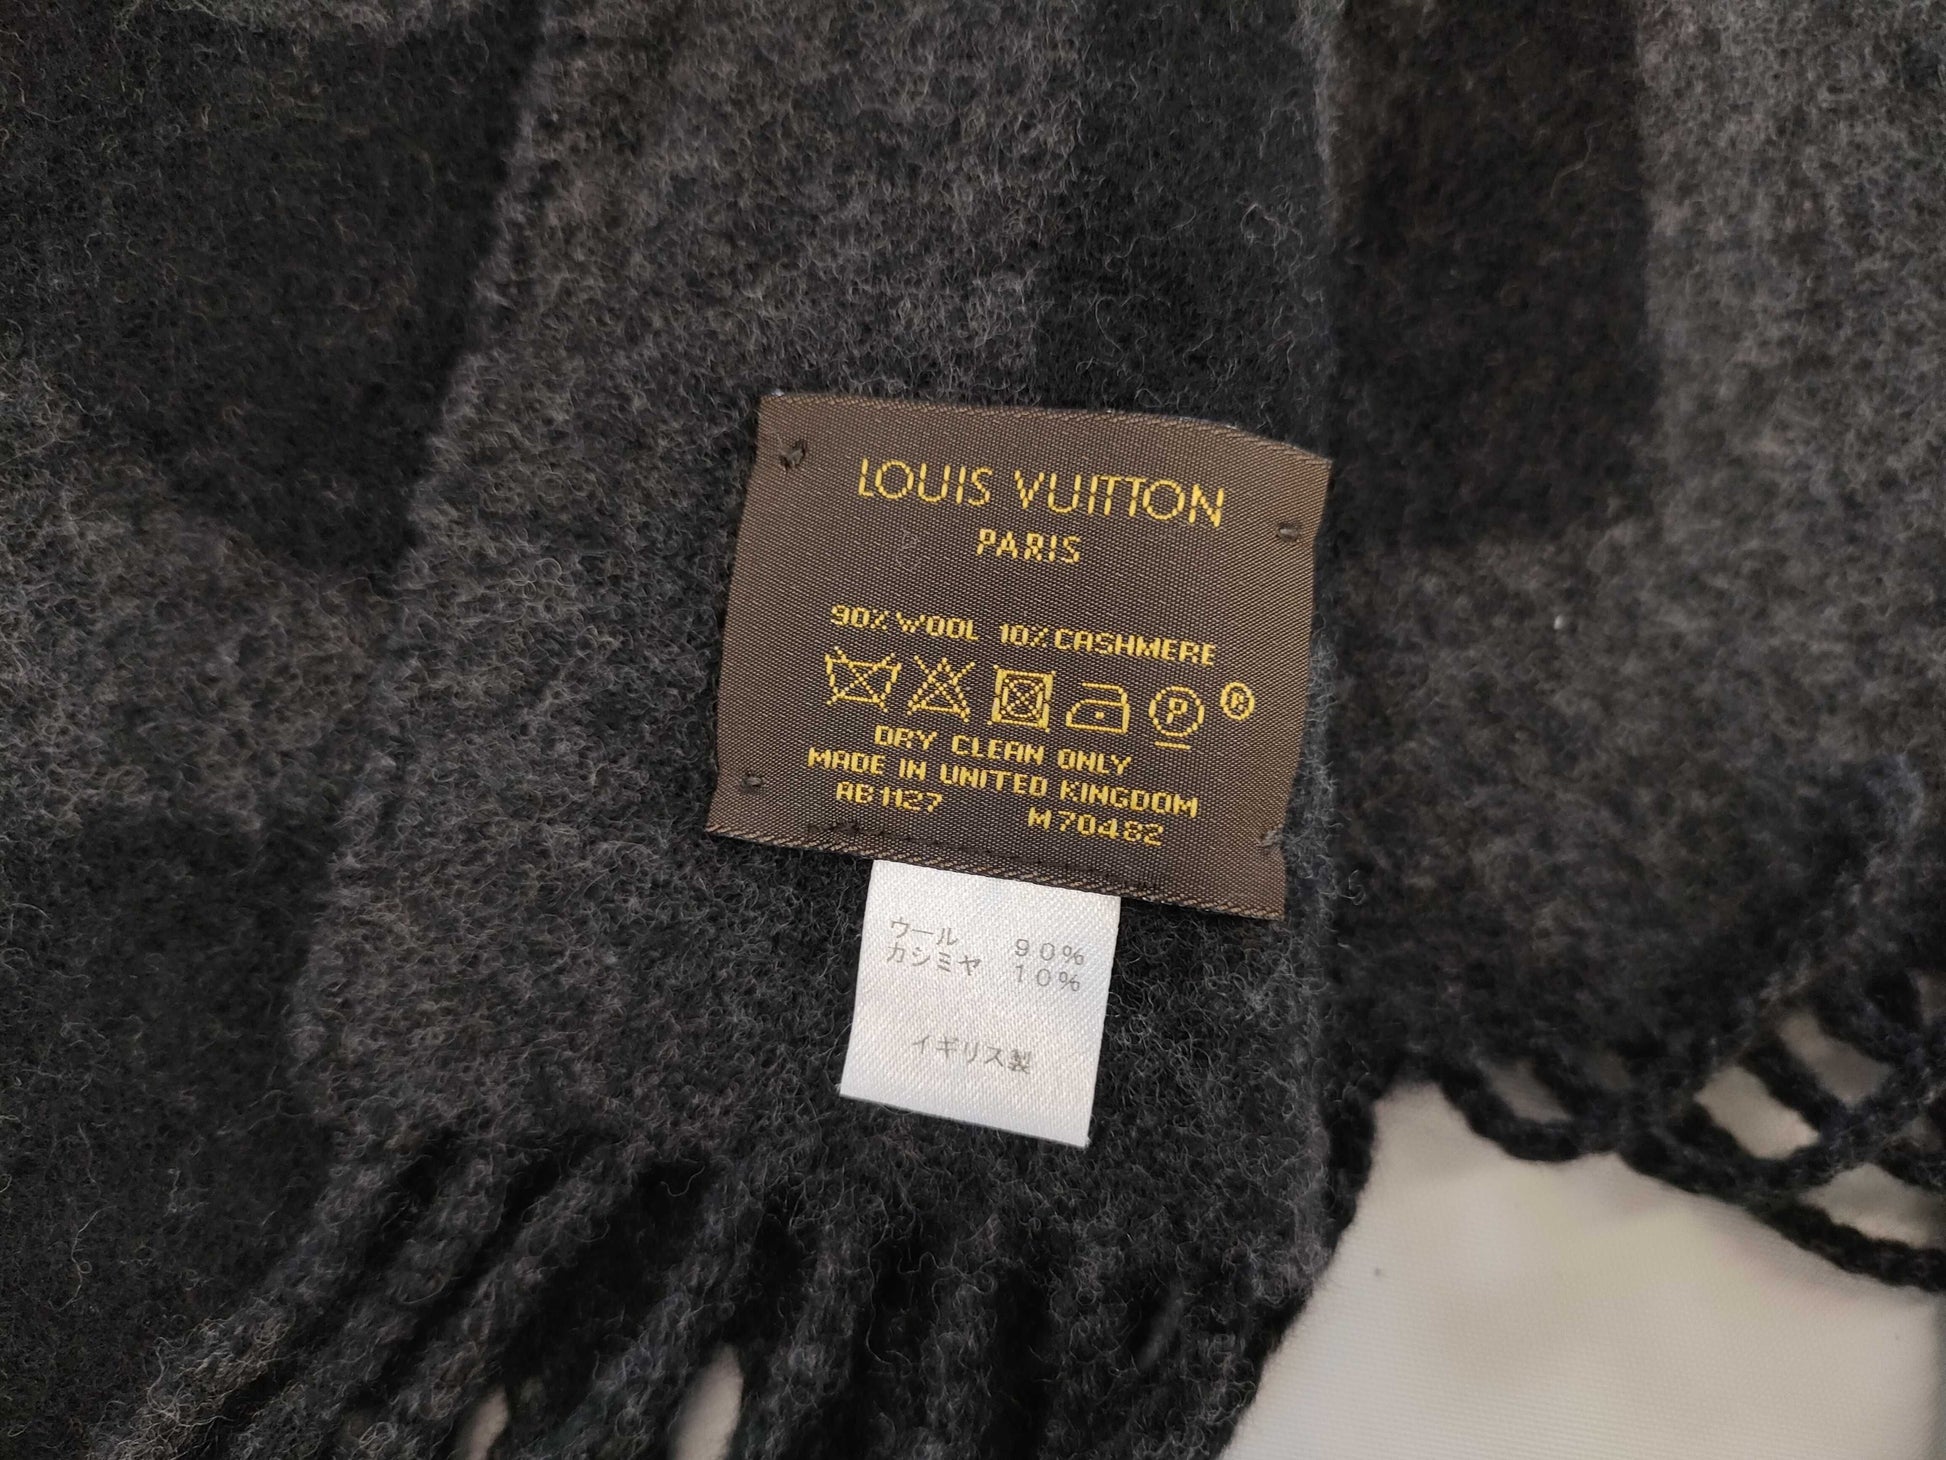 LOUIS VUITTON
PARIS
90% WOOL 10% CASHMERE
P ©
DRY CLEAN ONLY
MADE IN UNITED KINGDOM
AB1127 M70482
ウール 90%
カシミヤ 10%
イギリス製